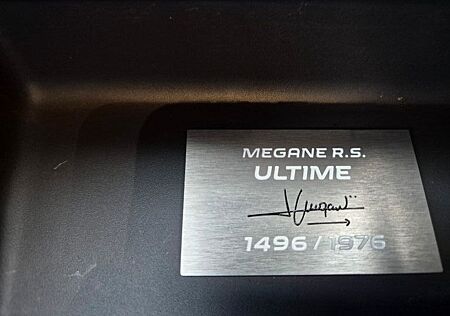 MEGANE R.S.
ULTIME
1496 / 1976